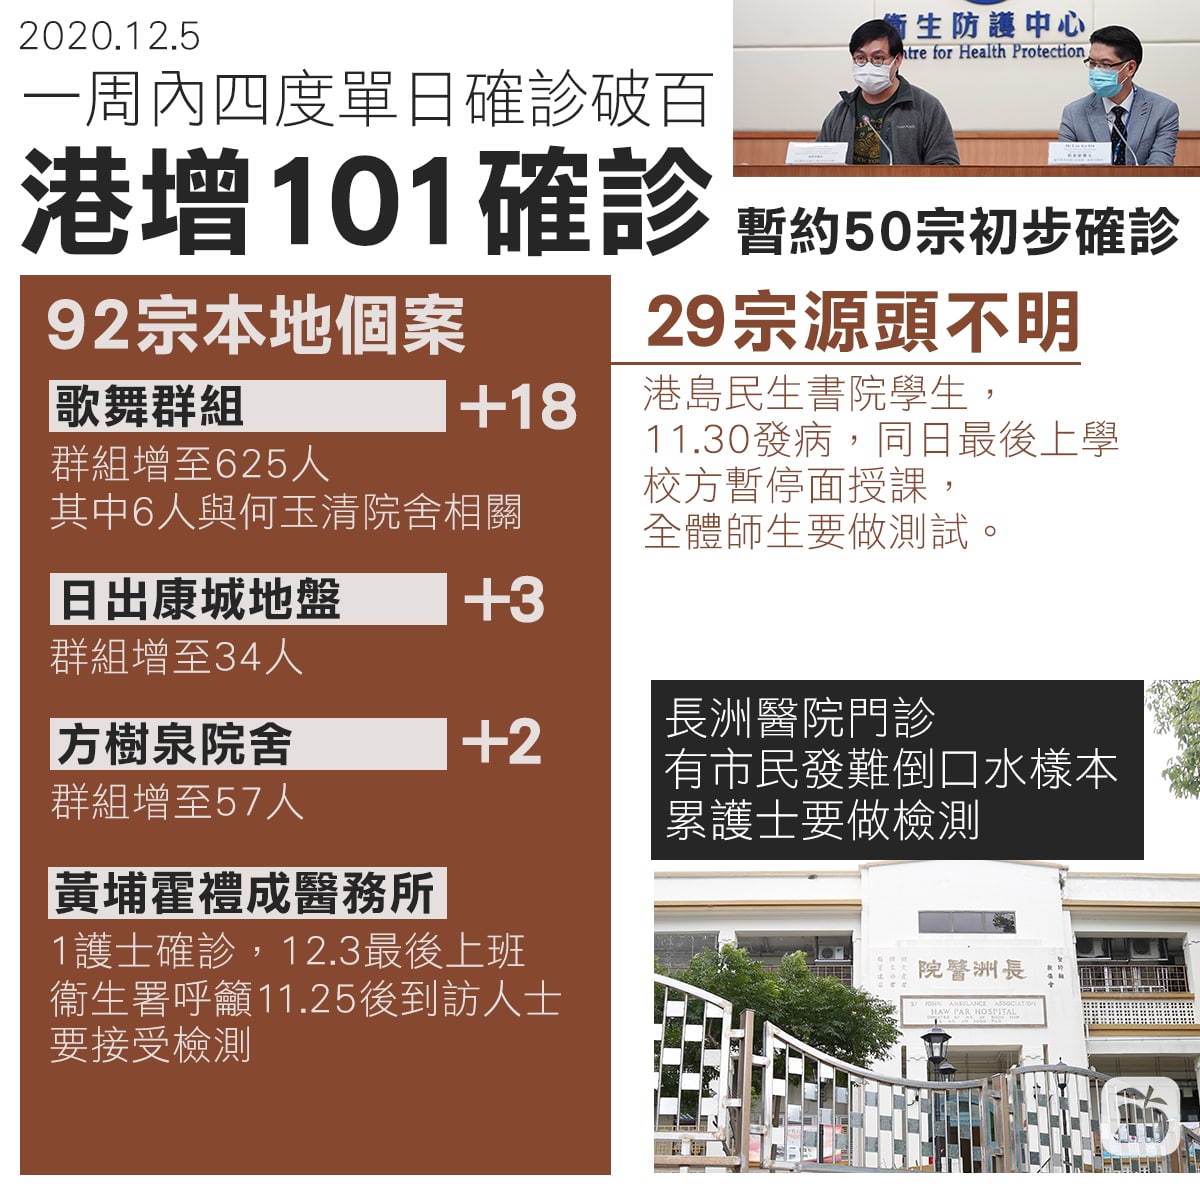 2020.12.5
一周內四度單日確診破百
港增101確診
暫約50宗初步確診
衞生防護中心
ntre for Health Protection
92宗本地個案
歌舞群組 +18
群組增至625人
其中6人與何玉清院舍相關
日出康城地盤 +3
群組增至34人
方樹泉院舍 +2
群組增至57人
黃埔霍禮成醫務所
1護士確診，12.3最後上班
衞生署呼籲11.25後到訪人士
要接受檢測
29宗源頭不明
港島民生書院學生，
11.30發病，同日最後上學
校方暫停面授課，
全體師生要做測試。
長洲醫院門診
有市民發難倒口水樣本
累護士要做檢測
院醫洲長
ST JOHN AMBULANCE ASSOCIATION
HAW PAR HOSPITAL